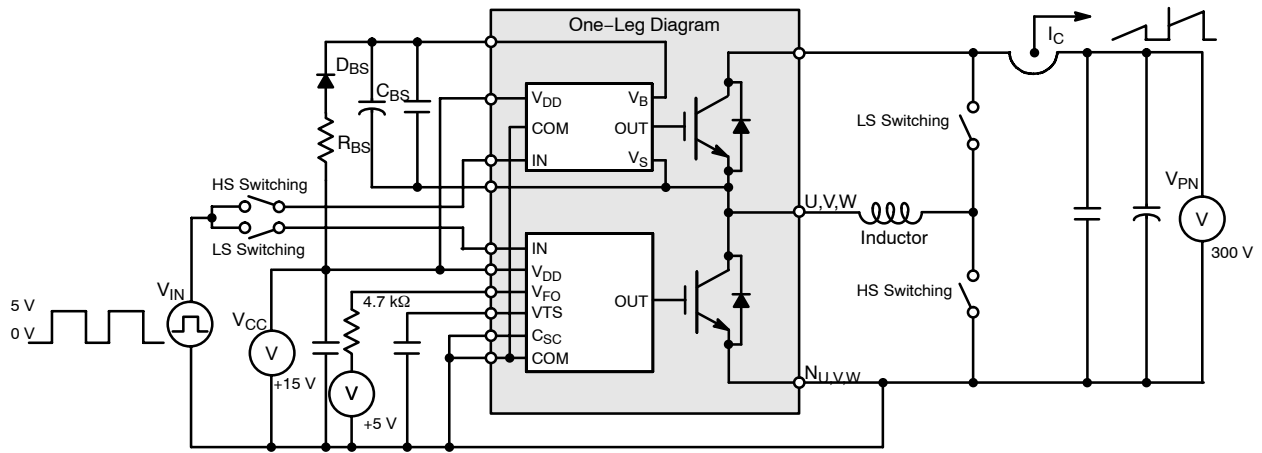 One−Leg Diagram
I_C
D_BS
C_BS
R_BS
V_DD
V_B
COM
OUT
IN
V_S
LS Switching
HS Switching
LS Switching
V_PN
V
300 V
U,V,W
Inductor
IN
V_DD
V_FO
VTS
C_SC
COM
OUT
HS Switching
4.7 kΩ
V_IN
5 V
0 V
V_CC
V
+15 V
V
+5 V
N_U,V,W